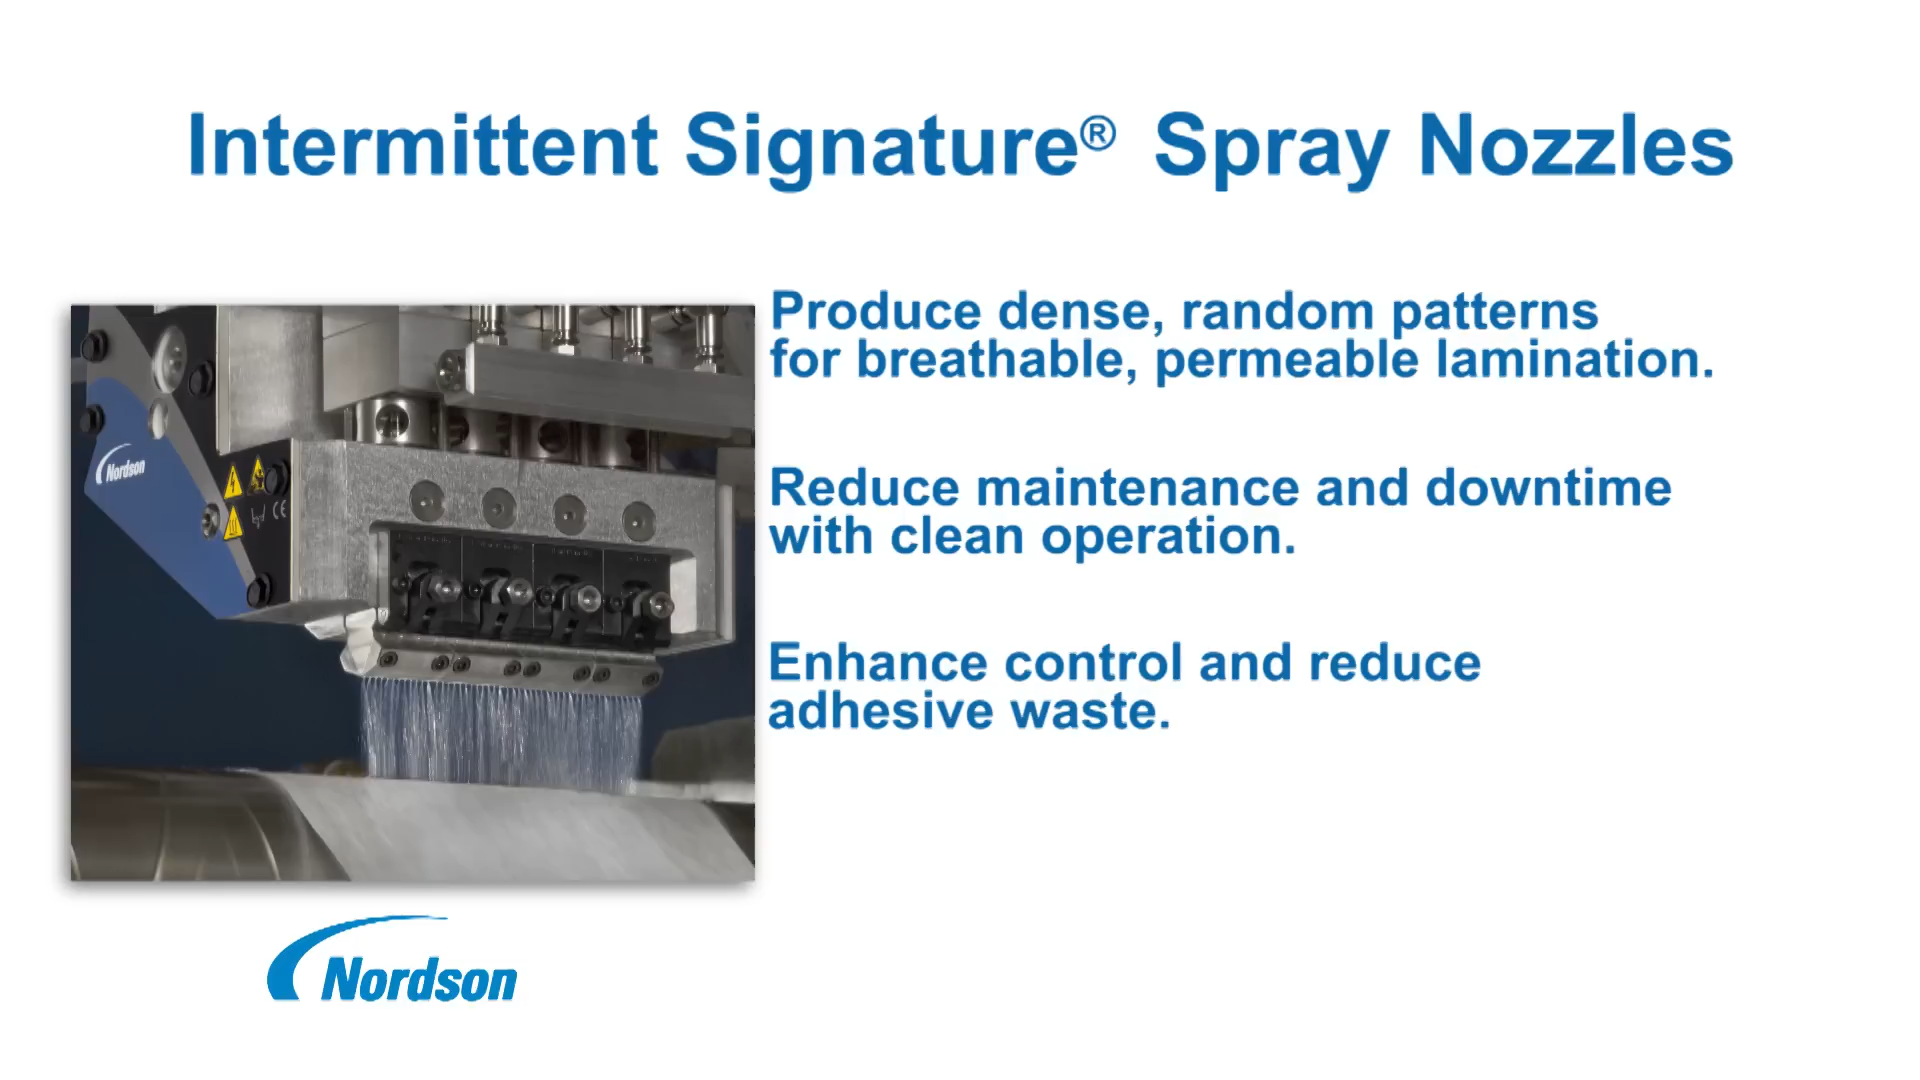 Intermittent Signature® Spray Nozzles
Produce dense, random patterns
for breathable, permeable lamination.
Reduce maintenance and downtime
with clean operation.
Enhance control and reduce
adhesive waste.
Nordson
CE
Nordson